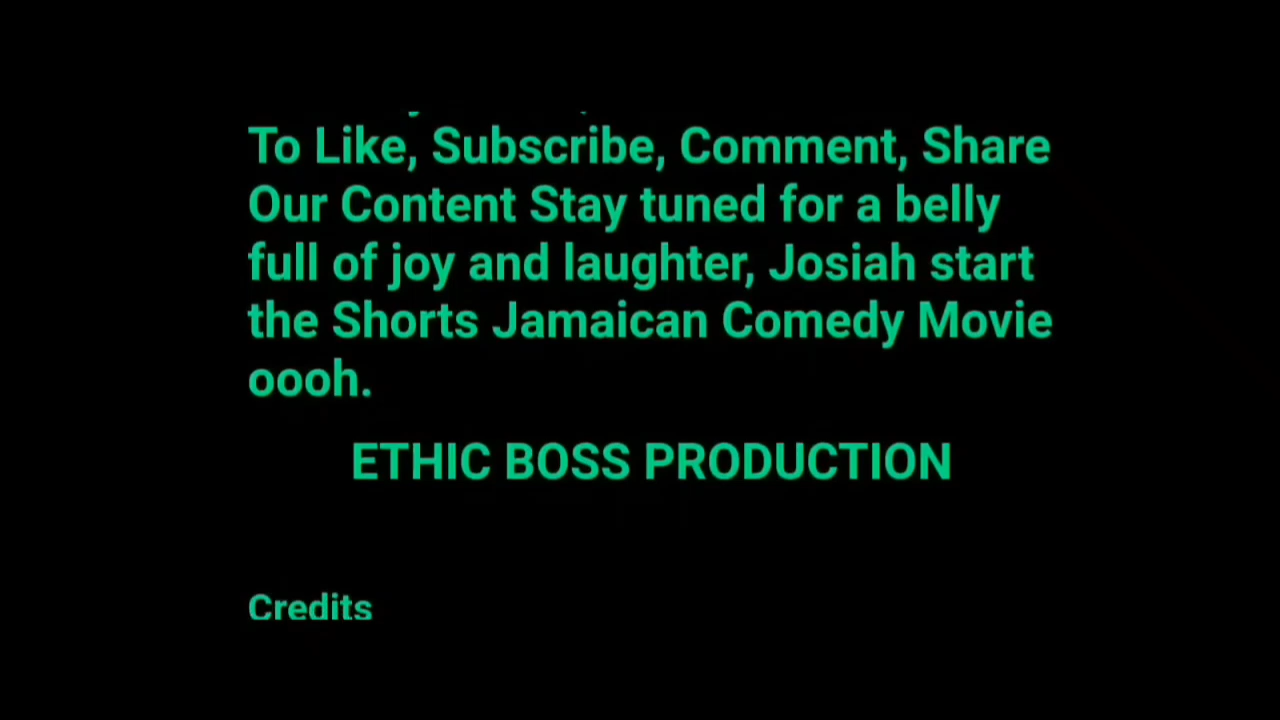 To Like, Subscribe, Comment, Share
Our Content Stay tuned for a belly
full of joy and laughter, Josiah start
the Shorts Jamaican Comedy Movie
oooh.
ETHIC BOSS PRODUCTION
Credits